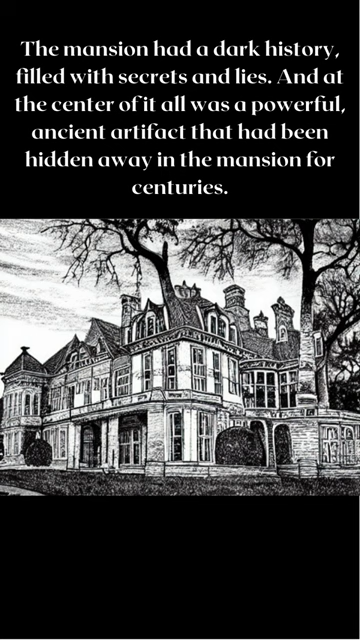 The mansion had a dark history,
filled with secrets and lies. And at
the center of it all was a powerful,
ancient artifact that had been
hidden away in the mansion for
centuries.